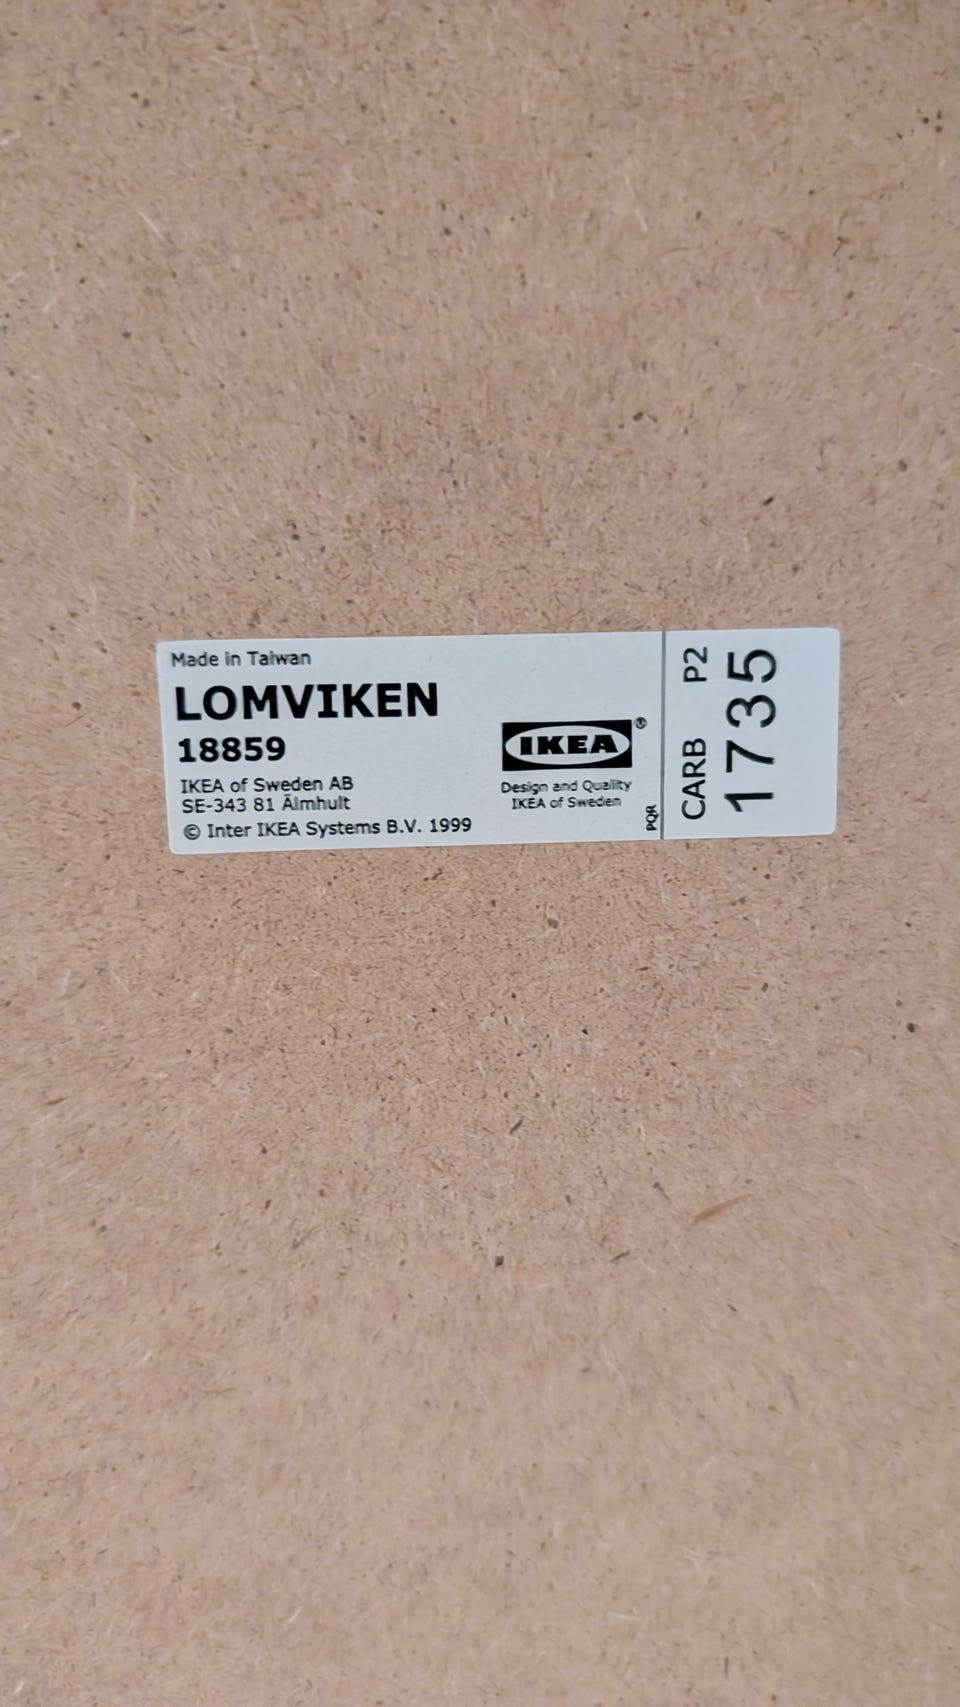 Made in Taiwan
LOMVIKEN
18859
IKEA of Sweden AB
SE-343 81 Älmhult
© Inter IKEA Systems B.V. 1999
IKEA®
Design and Quality
IKEA of Sweden
PQR
CARB P2
1735